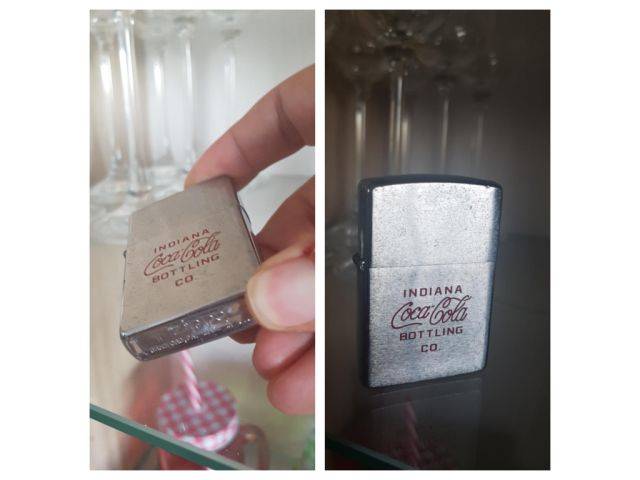 INDIANA
Coca-Cola
BOTTLING
CO.
INDIANA
Coca-Cola
BOTTLING
CO.